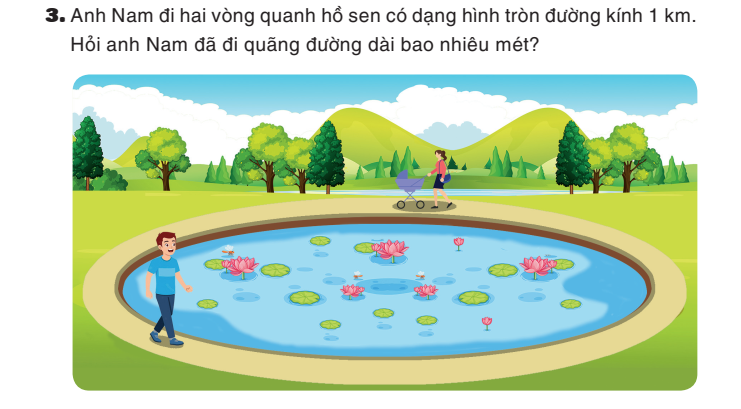 3. Anh Nam đi hai vòng quanh hồ sen có dạng hình tròn đường kính 1 km.
Hỏi anh Nam đã đi quãng đường dài bao nhiêu mét?